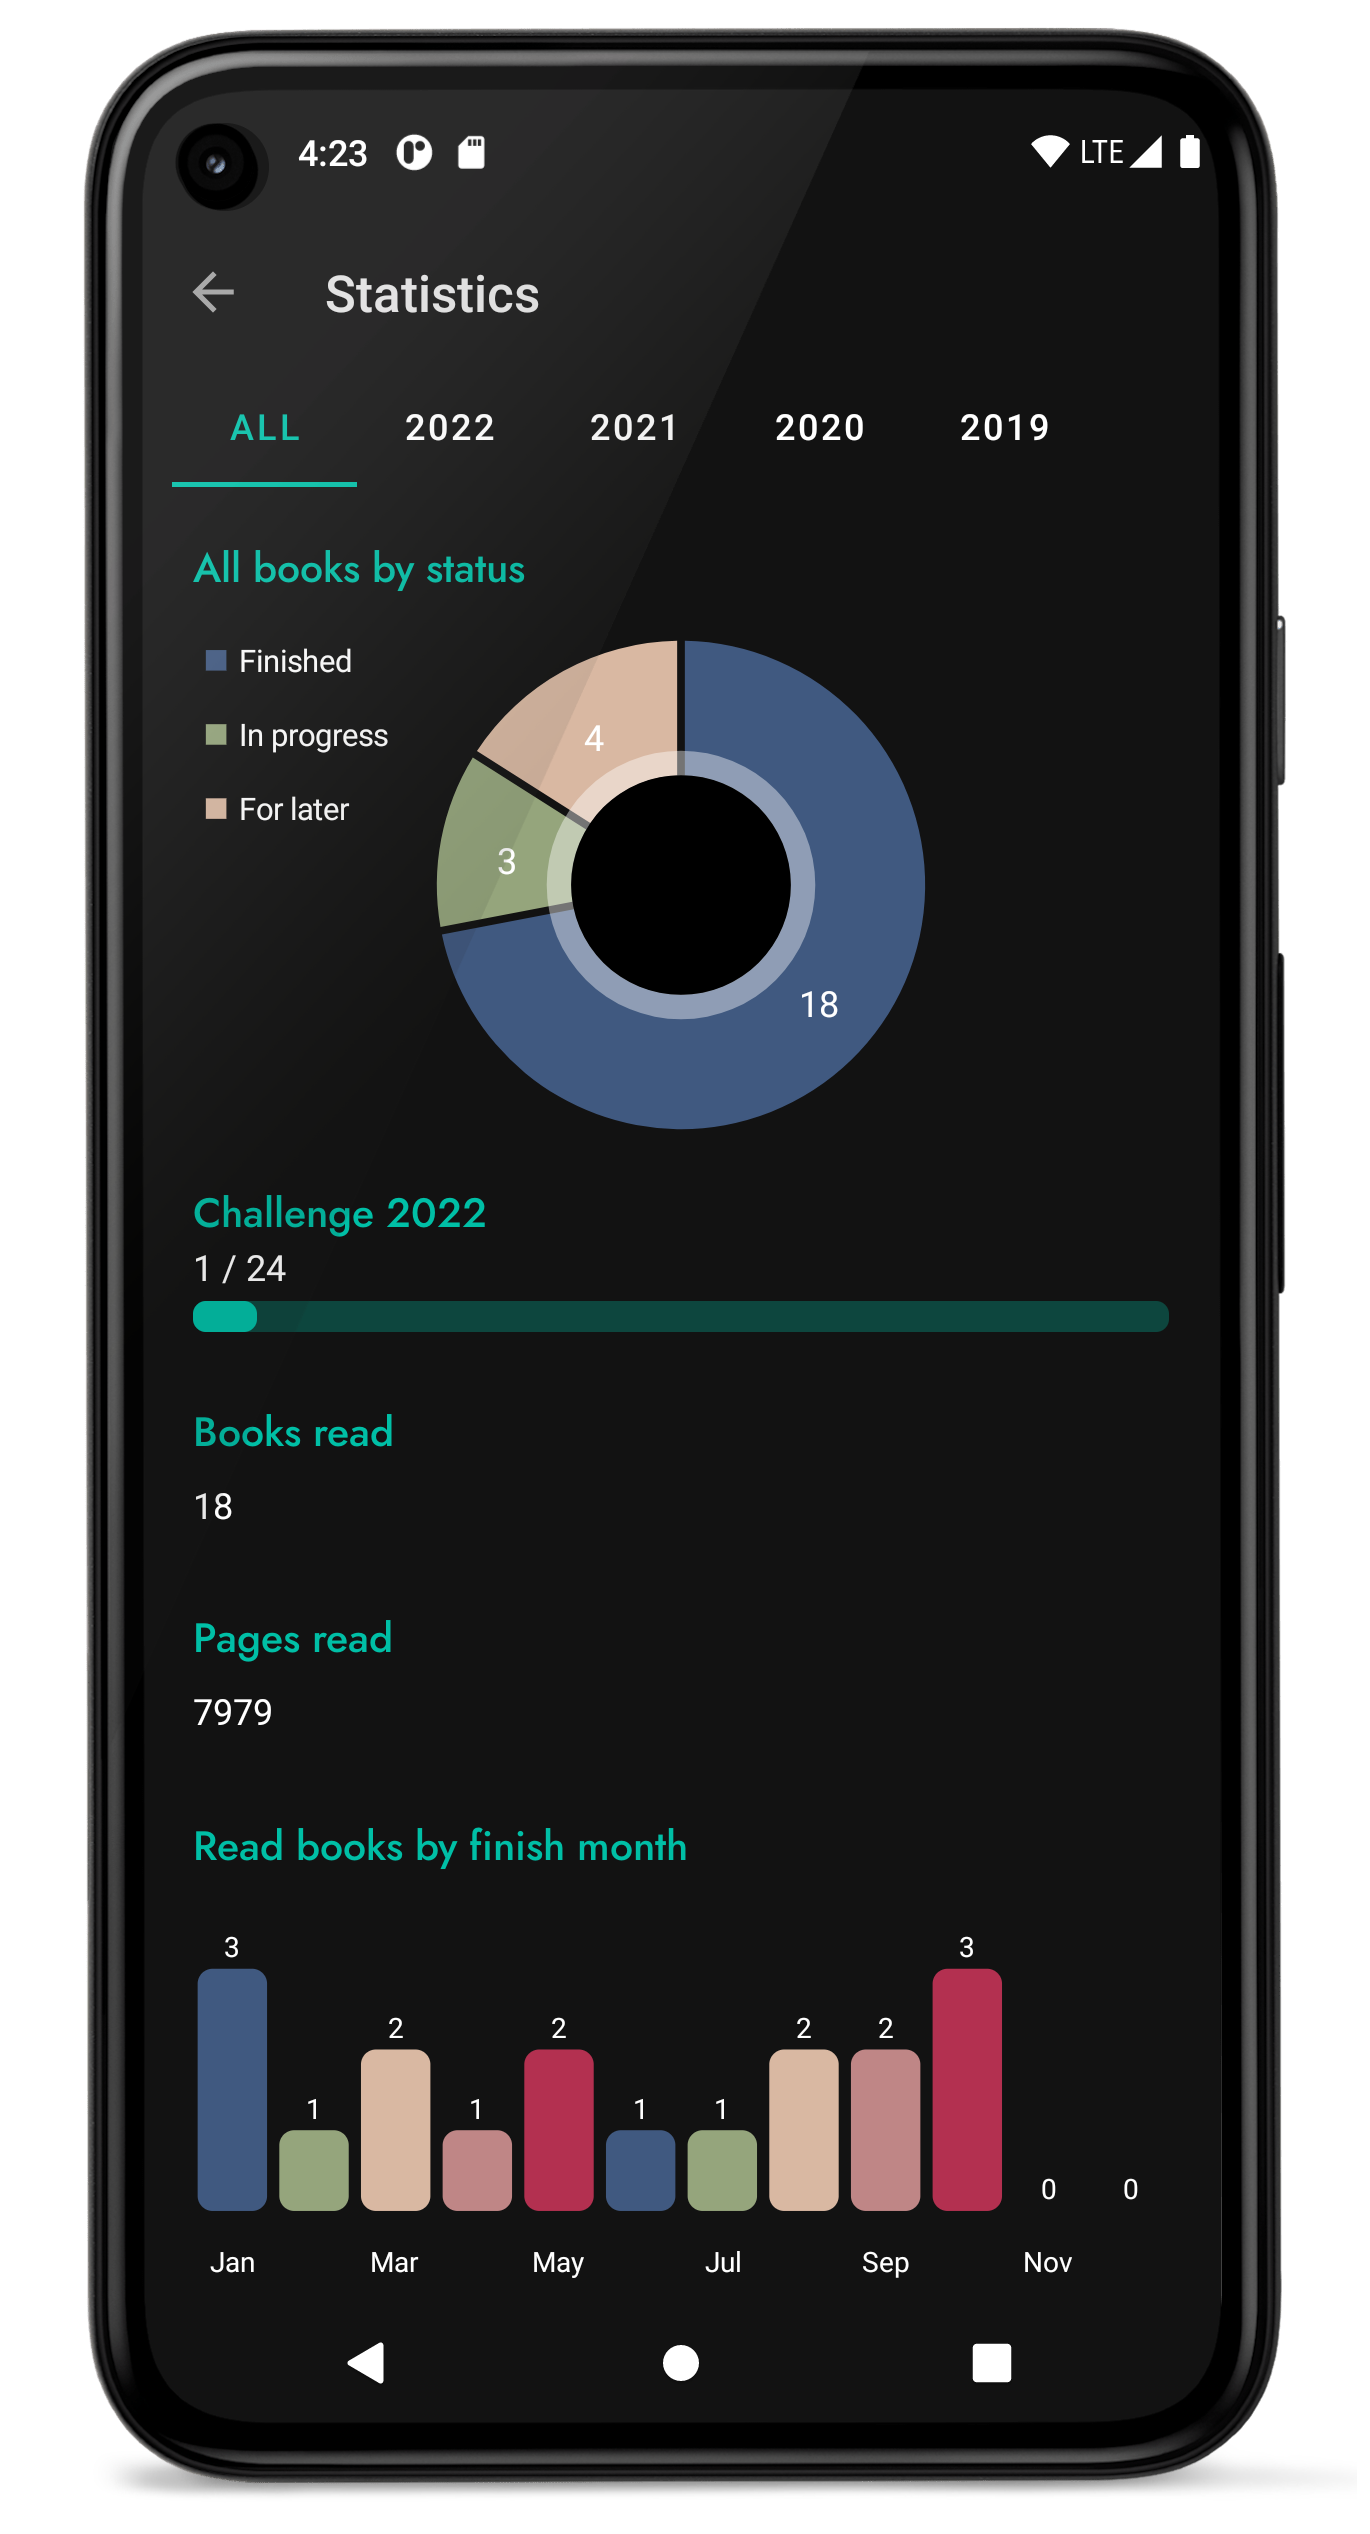 4:23 LTE
Statistics
ALL 2022 2021 2020 2019
All books by status
Finished
In progress
For later
4
3
18
Challenge 2022
1 / 24
Books read
18
Pages read
7979
Read books by finish month
3 1 2 1 2 1 1 2 2 3 0 0
Jan Mar May Jul Sep Nov